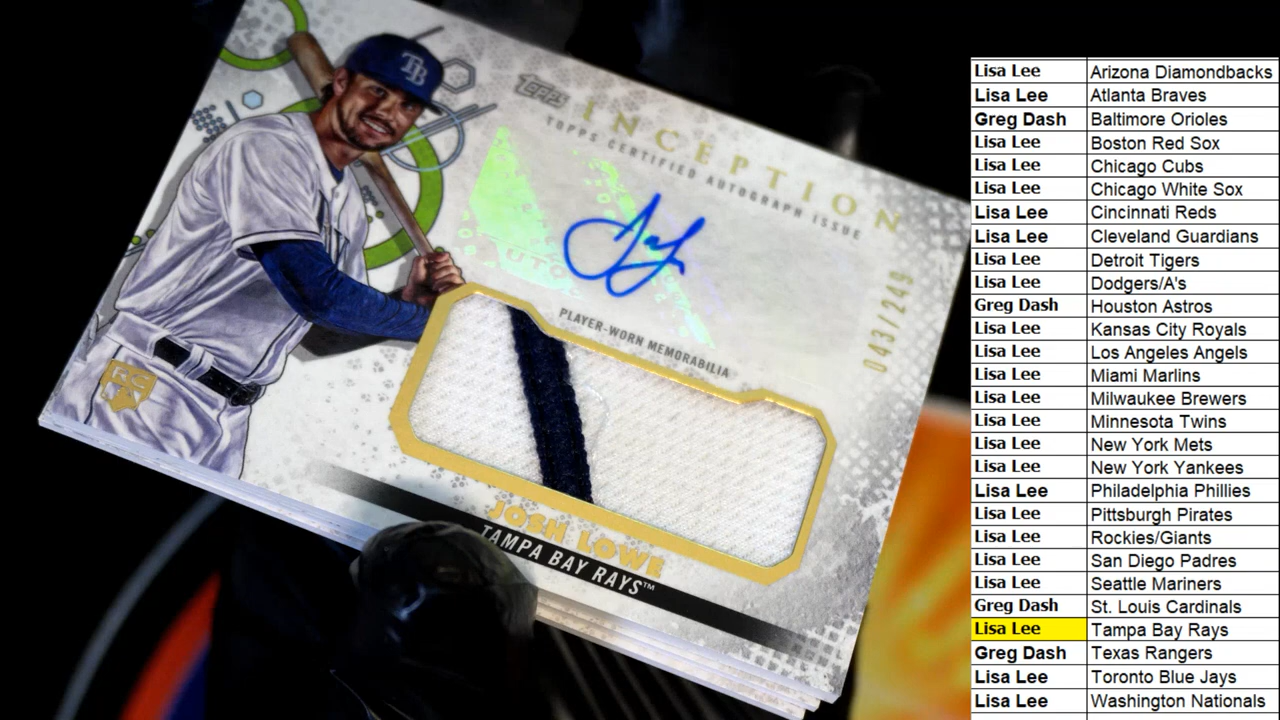 TB
TOPPS
INCEPTION
TOPPS CERTIFIED AUTOGRAPH ISSUE
AUTO
PLAYER-WORN MEMORABILIA
043/249
RC
JOSH LOWE
TAMPA BAY RAYS™
Lisa Lee Arizona Diamondbacks
Lisa Lee Atlanta Braves
Greg Dash Baltimore Orioles
Lisa Lee Boston Red Sox
Lisa Lee Chicago Cubs
Lisa Lee Chicago White Sox
Lisa Lee Cincinnati Reds
Lisa Lee Cleveland Guardians
Lisa Lee Detroit Tigers
Lisa Lee Dodgers/A's
Greg Dash Houston Astros
Lisa Lee Kansas City Royals
Lisa Lee Los Angeles Angels
Lisa Lee Miami Marlins
Lisa Lee Milwaukee Brewers
Lisa Lee Minnesota Twins
Lisa Lee New York Mets
Lisa Lee New York Yankees
Lisa Lee Philadelphia Phillies
Lisa Lee Pittsburgh Pirates
Lisa Lee Rockies/Giants
Lisa Lee San Diego Padres
Lisa Lee Seattle Mariners
Greg Dash St. Louis Cardinals
Lisa Lee Tampa Bay Rays
Greg Dash Texas Rangers
Lisa Lee Toronto Blue Jays
Lisa Lee Washington Nationals